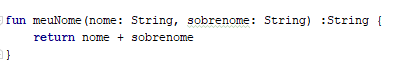 fun meuNome(nome: String, sobrenome: String) :String {
    return nome + sobrenome
}